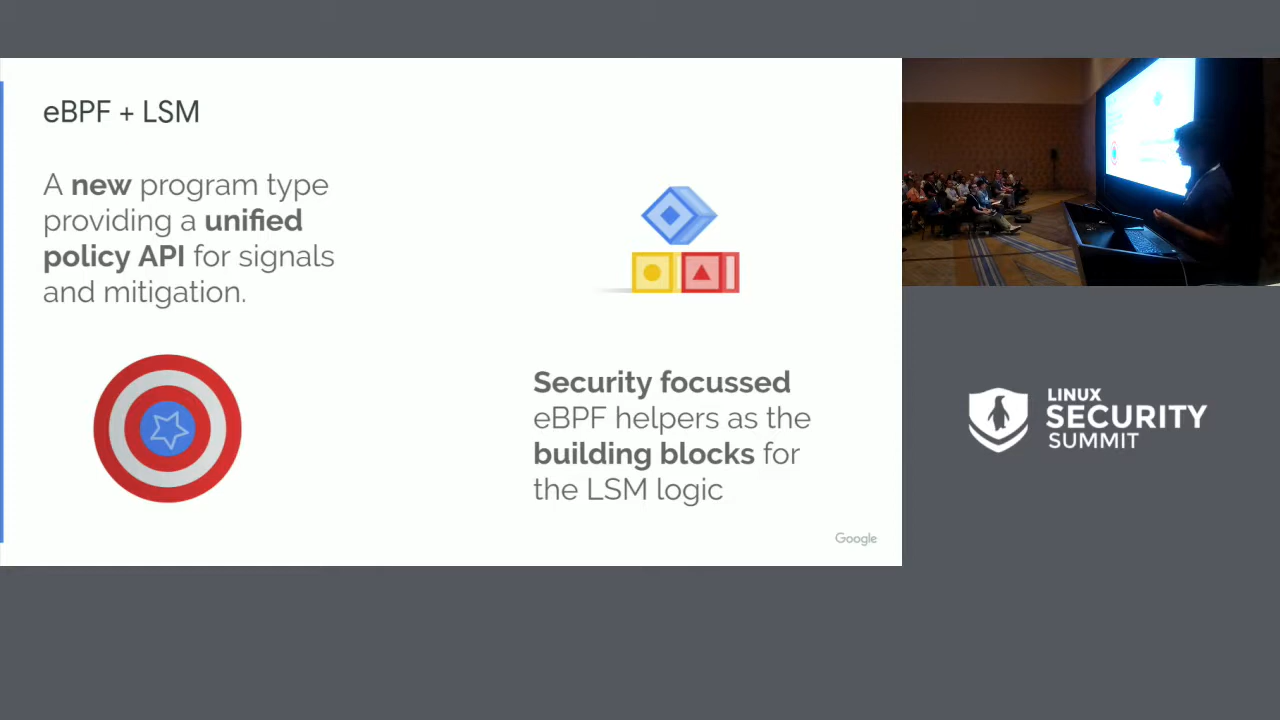 eBPF + LSM
A new program type
providing a unified
policy API for signals
and mitigation.
Security focussed
eBPF helpers as the
building blocks for
the LSM logic
Google
LINUX
SECURITY
SUMMIT